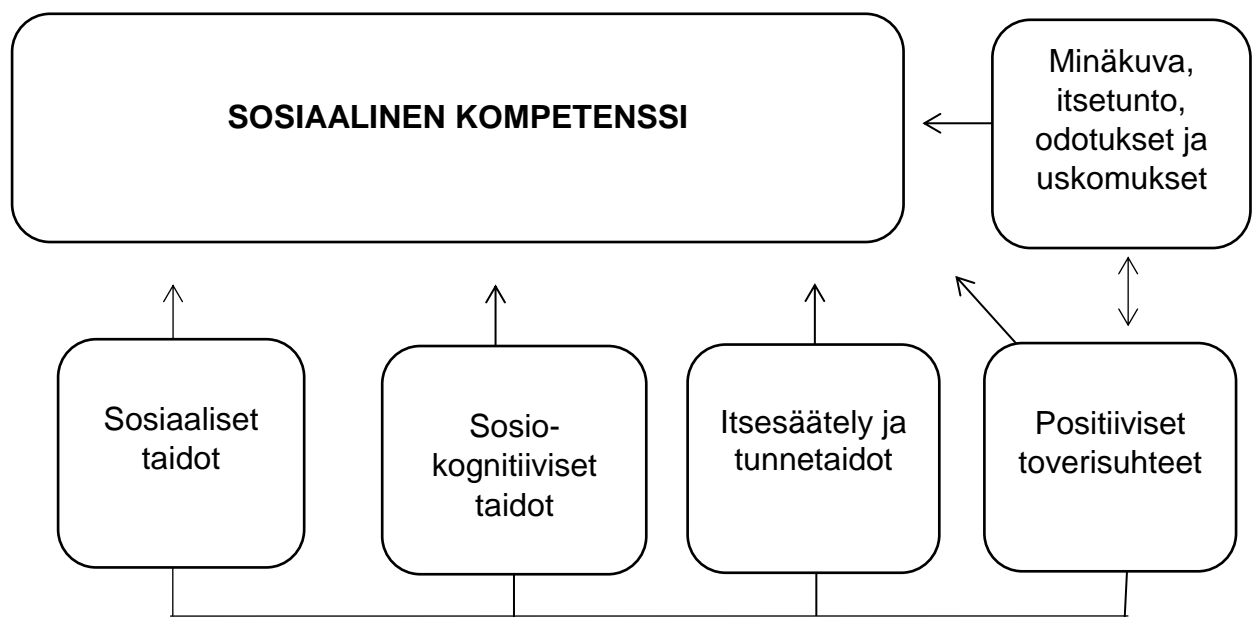 SOSIAALINEN KOMPETENSSI
Minäkuva,
itsetunto,
odotukset ja
uskomukset
Sosiaaliset
taidot
Sosio-
kognitiiviset
taidot
Itsesäätely ja
tunnetaidot
Positiiviset
toverisuhteet